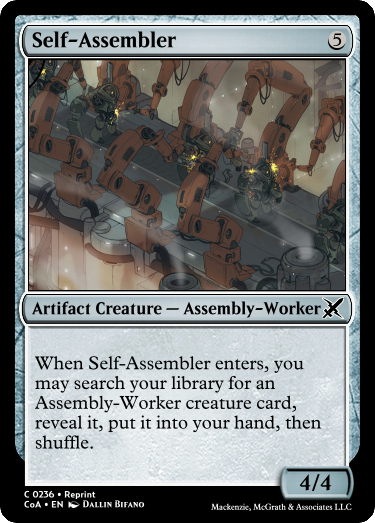 Self-Assembler 5
Artifact Creature — Assembly-Worker
When Self-Assembler enters, you
may search your library for an
Assembly-Worker creature card,
reveal it, put it into your hand, then
shuffle.
4/4
C 0236 • Reprint
CoA • EN Dallin Bifano
Mackenzie, McGrath & Associates LLC